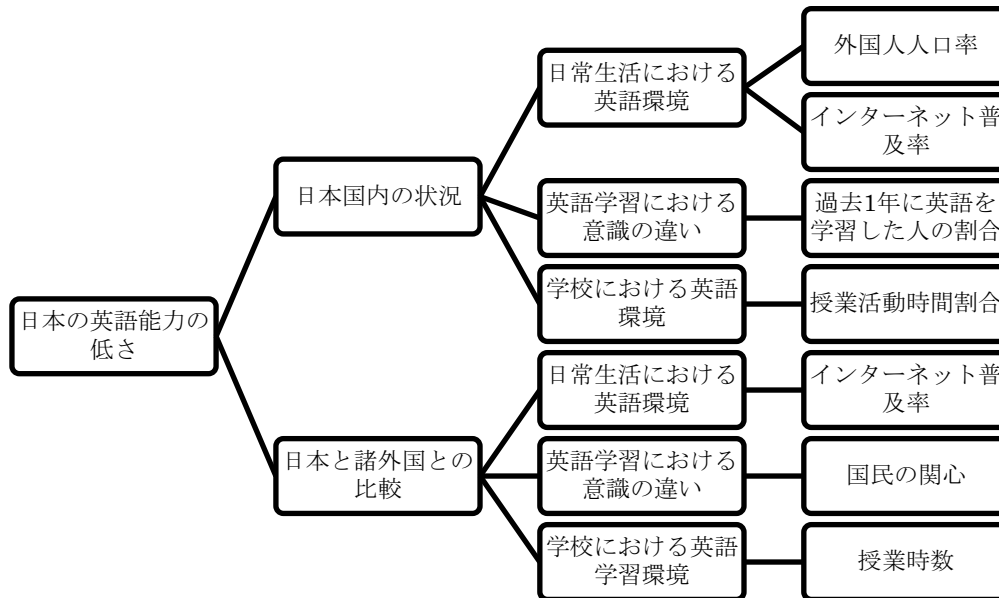 外国人人口率
日常生活における
英語環境
インターネット普
及率
日本国内の状況
英語学習における
意識の違い
過去1年に英語を
学習した人の割合
学校における英語
環境
授業活動時間割合
日本の英語能力の
低さ
日常生活における
英語環境
インターネット普
及率
日本と諸外国との
比較
英語学習における
意識の違い
国民の関心
学校における英語
学習環境
授業時数